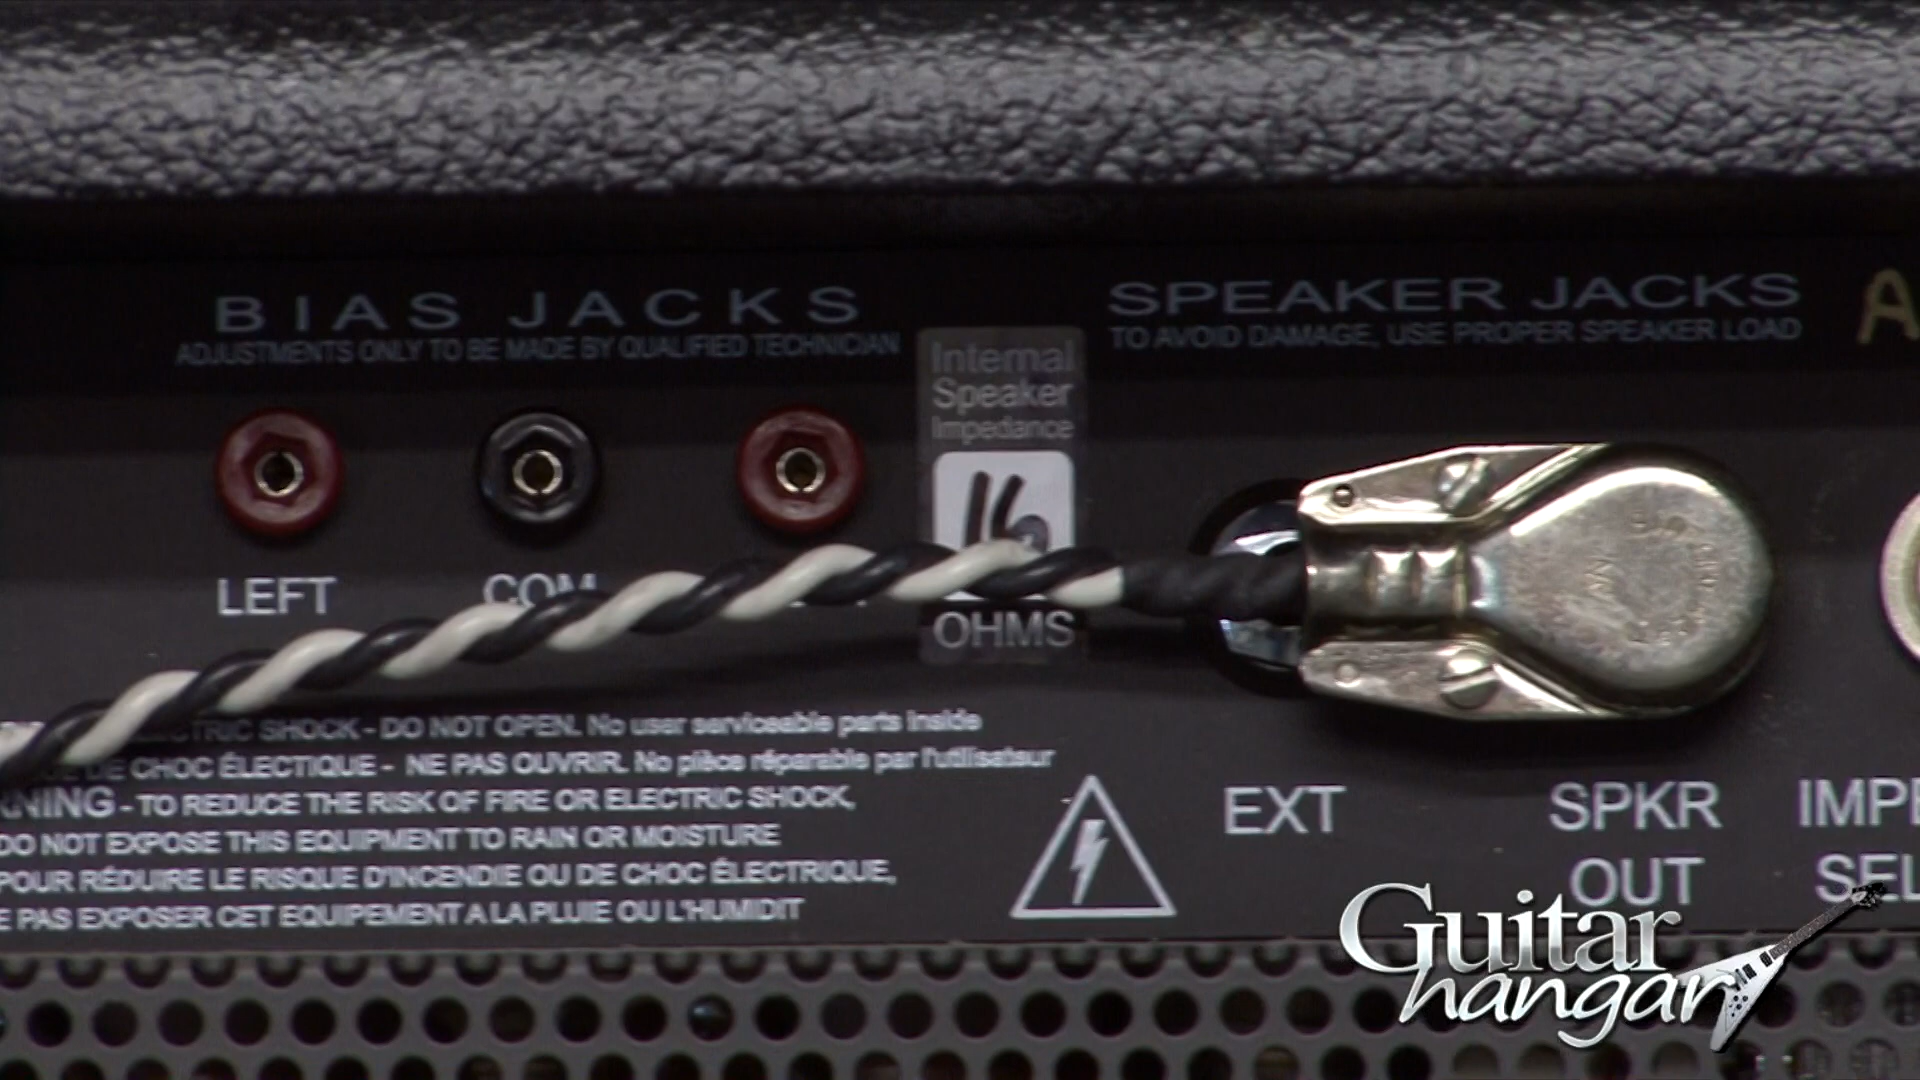 BIAS JACKS
ADJUSTMENTS ONLY TO BE MADE BY QUALIFIED TECHNICIAN
SPEAKER JACKS
TO AVOID DAMAGE, USE PROPER SPEAKER LOAD
A
Internal
Speaker
Impedance
16
OHMS
LEFT
COM
CTRIC SHOCK - DO NOT OPEN. No user serviceable parts inside
DE CHOC ÉLECTIQUE - NE PAS OUVRIR. No pièce réparable par l'utilisateur
RNING - TO REDUCE THE RISK OF FIRE OR ELECTRIC SHOCK,
DO NOT EXPOSE THIS EQUIPMENT TO RAIN OR MOISTURE
POUR RÉDUIRE LE RISQUE D'INCENDIE OU DE CHOC ÉLECTRIQUE,
E PAS EXPOSER CET EQUIPEMENT A LA PLUIE OU L'HUMIDIT
EXT
SPKR
OUT
IMPE
SEL
Guitar
hangar